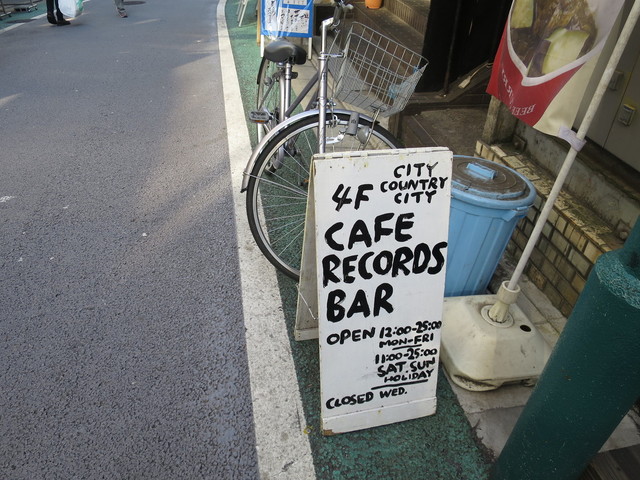 4F CITY
COUNTRY
CITY
CAFE
RECORDS
BAR
OPEN 12:00-25:00
MON-FRI
11:00-25:00
SAT.SUN
HOLIDAY
CLOSED WED.